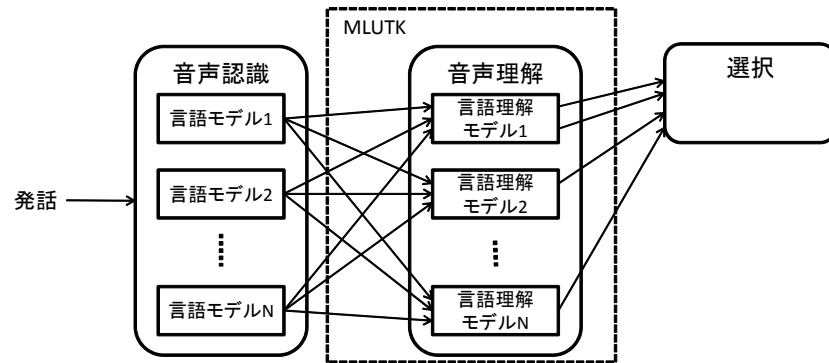 MLUTK
音声認識
音声理解
選択
言語モデル1
言語理解
モデル1
発話
言語モデル2
言語理解
モデル2
言語モデルN
言語理解
モデルN